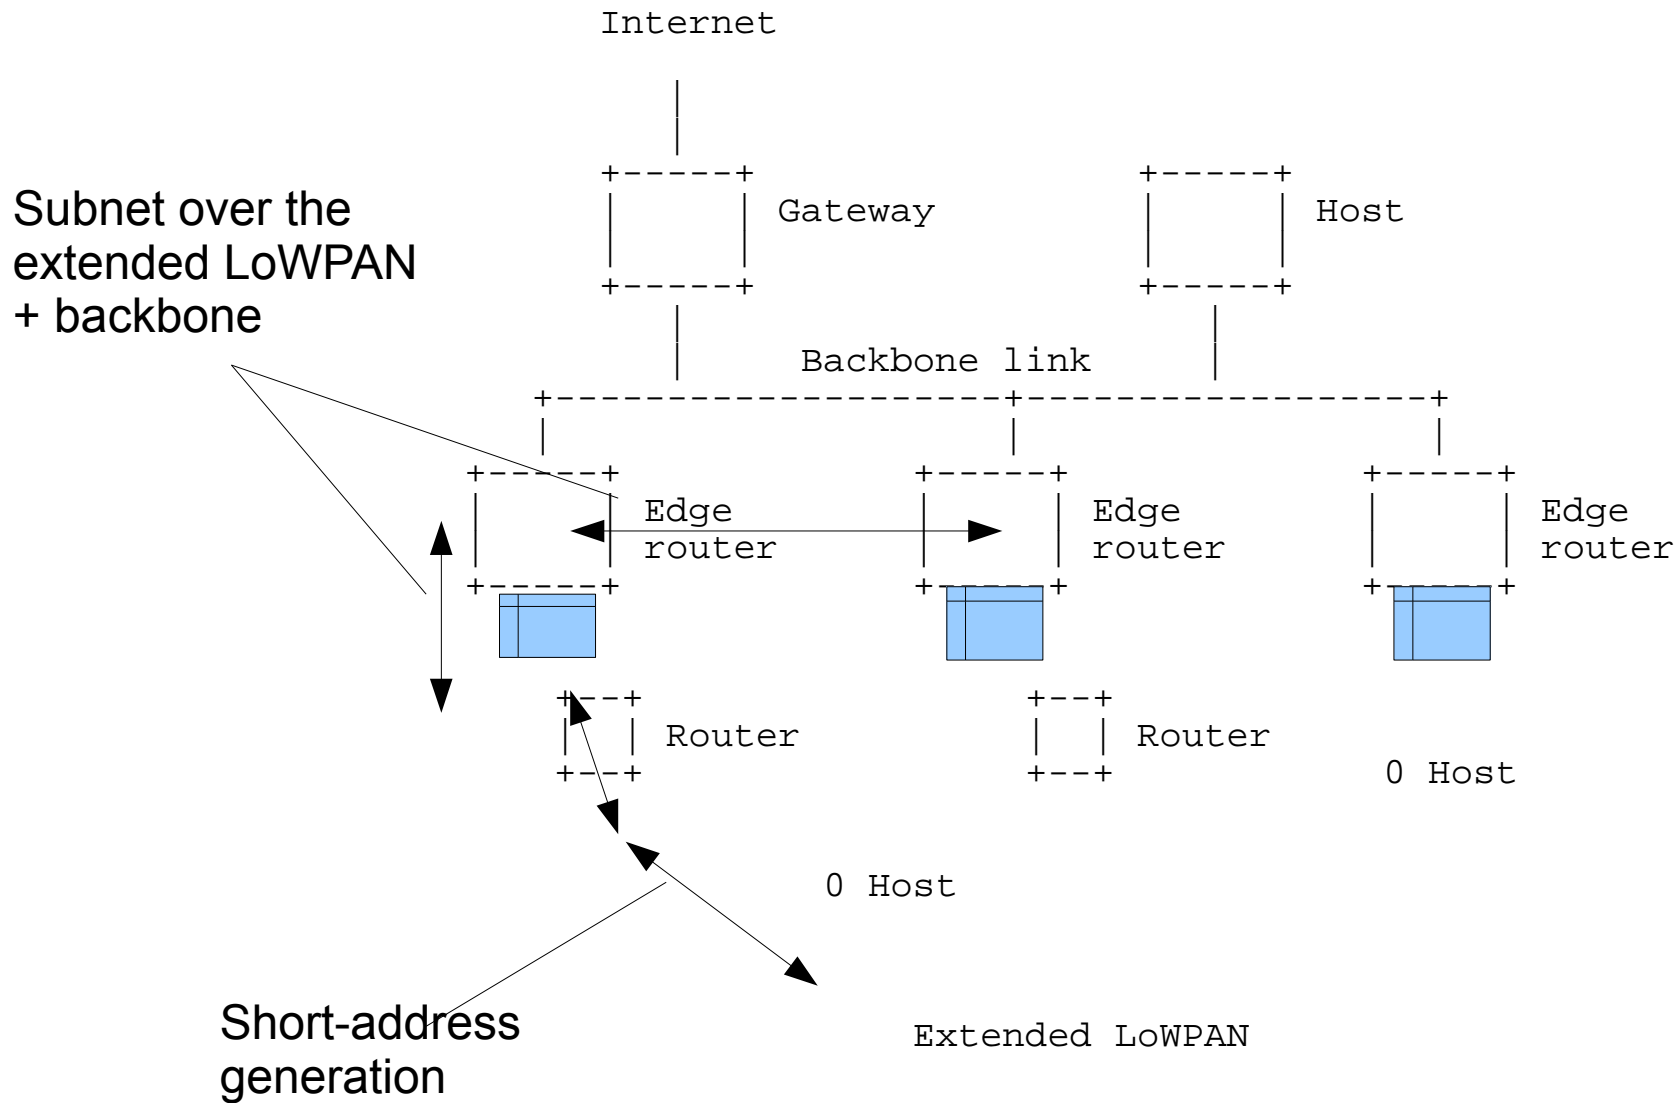 Internet
Gateway
Host
Subnet over the
extended LoWPAN
+ backbone
Backbone link
Edge
router
Edge
router
Edge
router
Router
Router
0 Host
0 Host
Short-address
generation
Extended LoWPAN